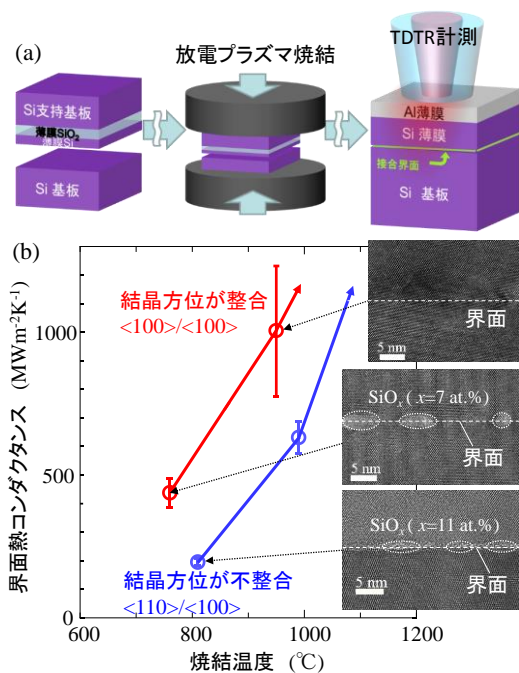 (a)
放電プラズマ焼結
TDTR計測
Si支持基板
薄膜SiO₂
薄膜Si
Si 基板
Al薄膜
Si 薄膜
接合界面
Si 基板
(b)
界面熱コンダクタンス (MWm⁻²K⁻¹)
1000
500
0
結晶方位が整合
<100>/<100>
結晶方位が不整合
<110>/<100>
界面
5 nm
SiOₓ ( x=7 at.%)
界面
5 nm
SiOₓ (x=11 at.%)
界面
5 nm
600
800
1000
1200
焼結温度 (℃)